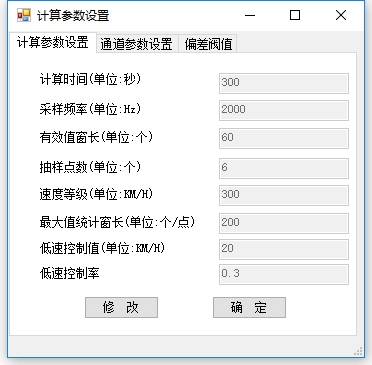 计算参数设置
计算参数设置 通道参数设置 偏差阀值
计算时间(单位:秒) 300
采样频率(单位:Hz) 2000
有效值窗长(单位:个) 60
抽样点数(单位:个) 6
速度等级(单位:KM/H) 300
最大值统计窗长(单位:个/点) 200
低速控制值(单位:KM/H) 20
低速控制率 0.3
修 改 确 定